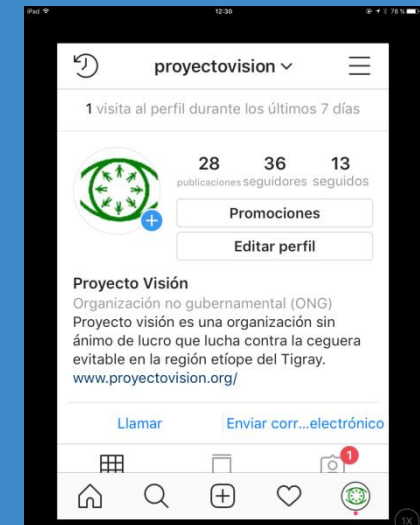 iPad 12:30 78 %
proyectovision
1 visita al perfil durante los últimos 7 días
28 36 13
publicaciones seguidores seguidos
Promociones
Editar perfil
Proyecto Visión
Organización no gubernamental (ONG)
Proyecto visión es una organización sin
ánimo de lucro que lucha contra la ceguera
evitable en la región etíope del Tigray.
www.proyectovision.org/
Llamar Enviar corr...electrónico
1
1X